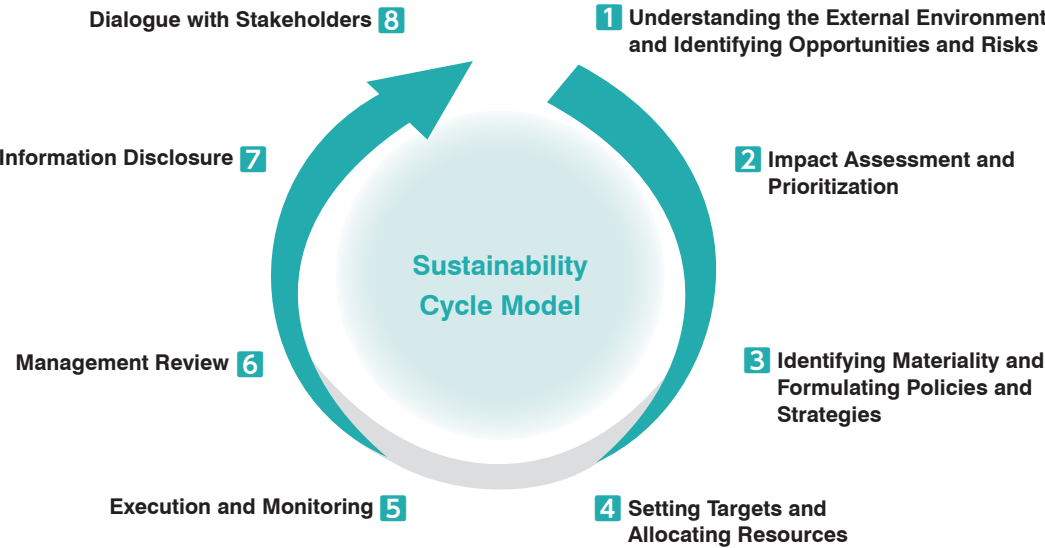 Dialogue with Stakeholders 8
1 Understanding the External Environment
and Identifying Opportunities and Risks
Information Disclosure 7
2 Impact Assessment and
Prioritization
Sustainability
Cycle Model
Management Review 6
3 Identifying Materiality and
Formulating Policies and
Strategies
Execution and Monitoring 5
4 Setting Targets and
Allocating Resources